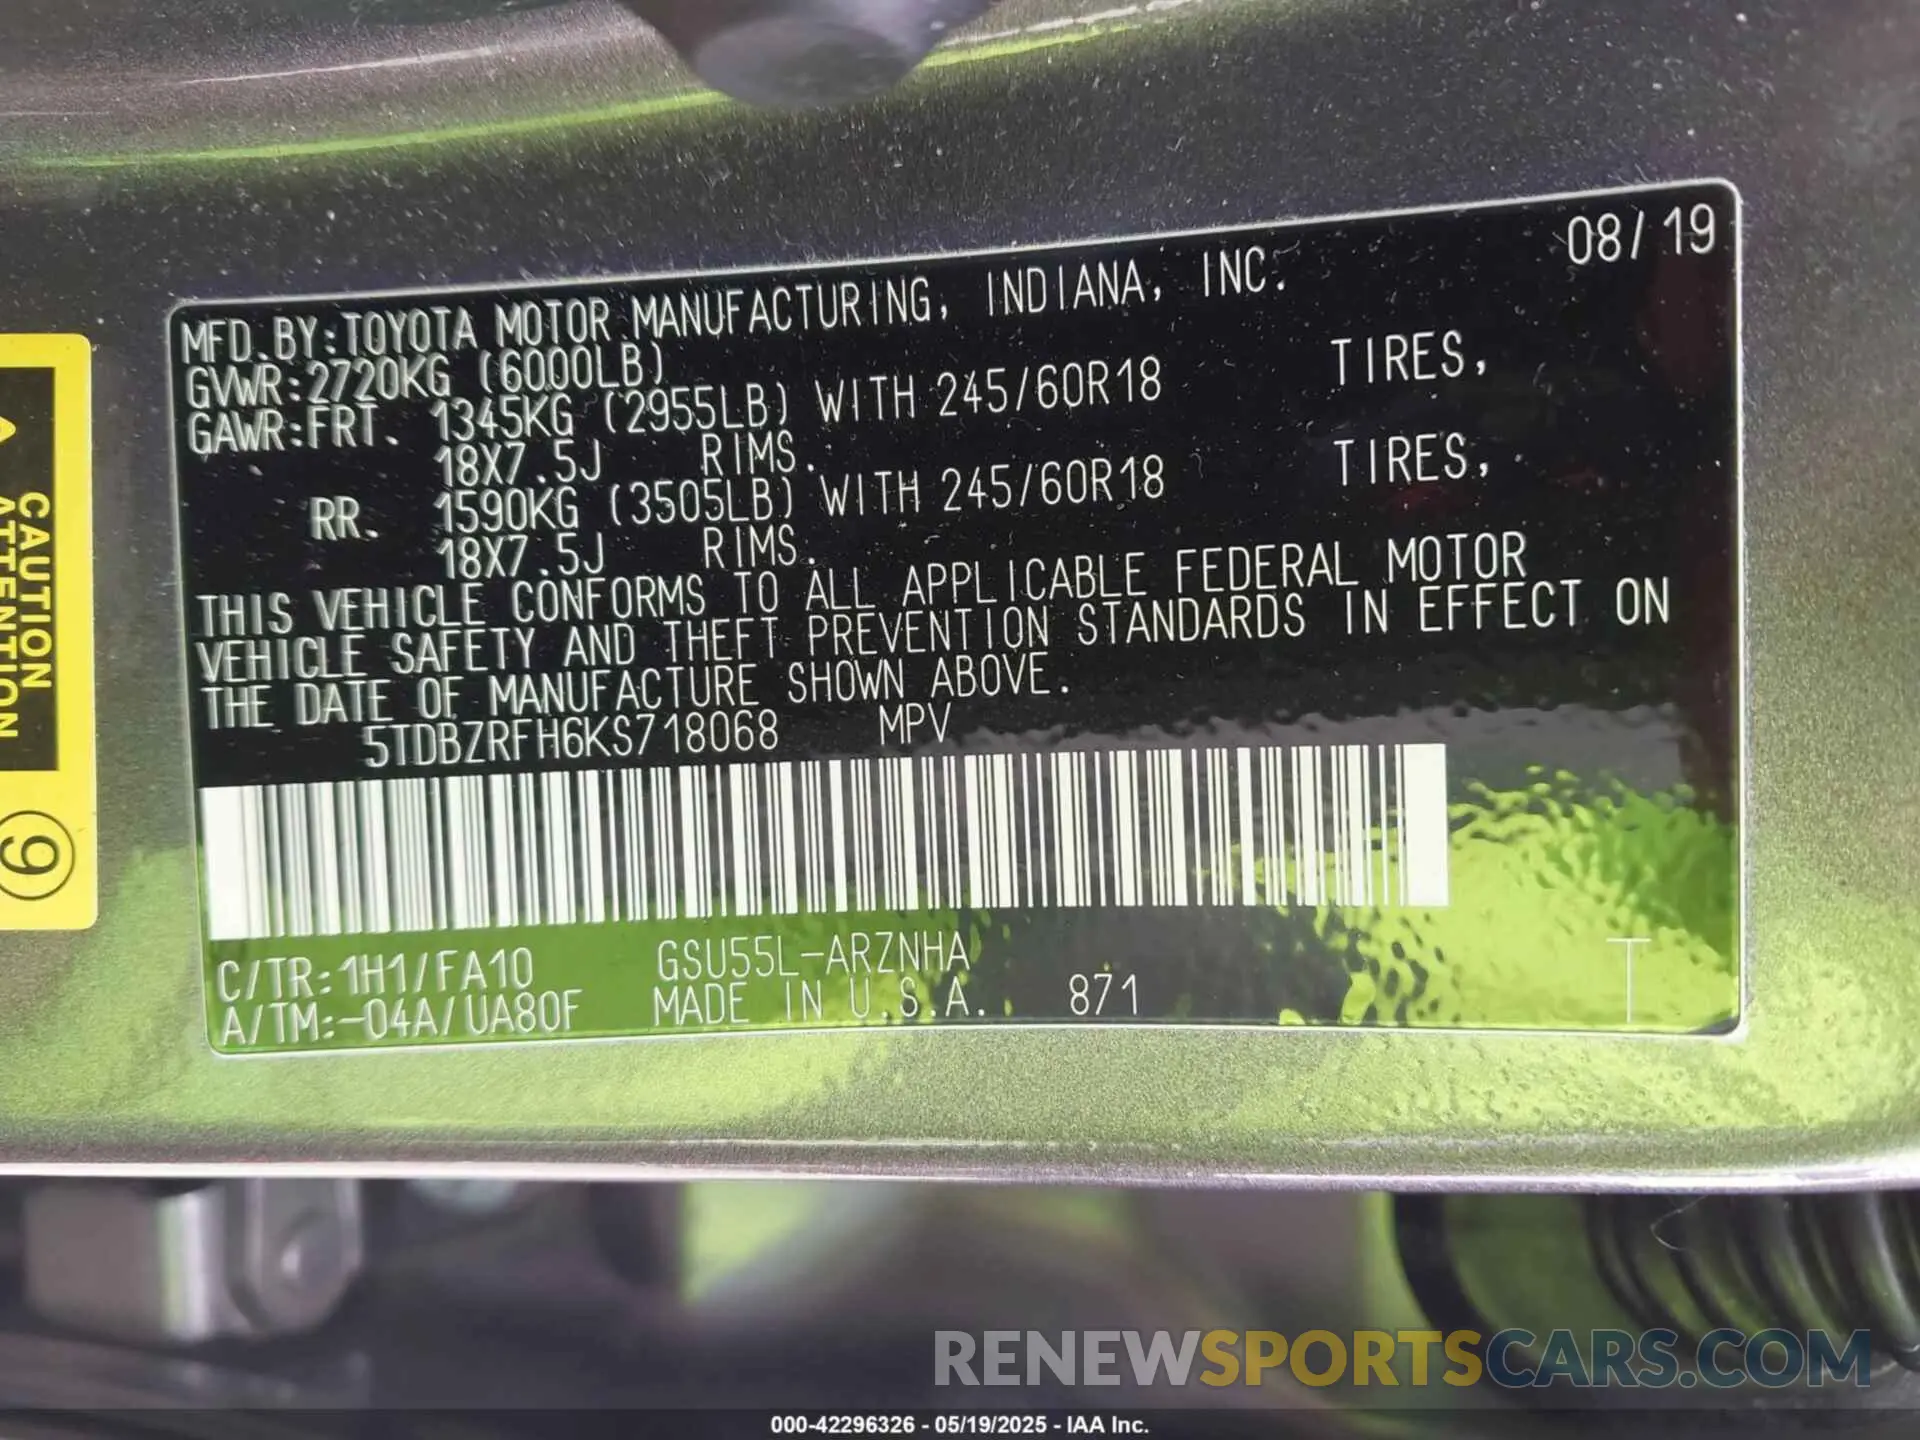 08/19
MFD.BY:TOYOTA MOTOR MANUFACTURING, INDIANA, INC.
GVWR:2720KG (6000LB)
GAWR:FRT. 1345KG (2955LB) WITH 245/60R18 TIRES,
18X7.5J RIMS.
RR. 1590KG (3505LB) WITH 245/60R18 TIRES,
18X7.5J RIMS.
THIS VEHICLE CONFORMS TO ALL APPLICABLE FEDERAL MOTOR
VEHICLE SAFETY AND THEFT PREVENTION STANDARDS IN EFFECT ON
THE DATE OF MANUFACTURE SHOWN ABOVE.
5TDBZRFH6KS718068 MPV
C/TR:1H1/FA10 GSU55L-ARZNHA
A/TM:-04A/UA80F MADE IN U.S.A. 871 T
CAUTION
ATTENTION
9
RENEWSPORTSCARS.COM
000-42296326 - 05/19/2025 - IAA Inc.